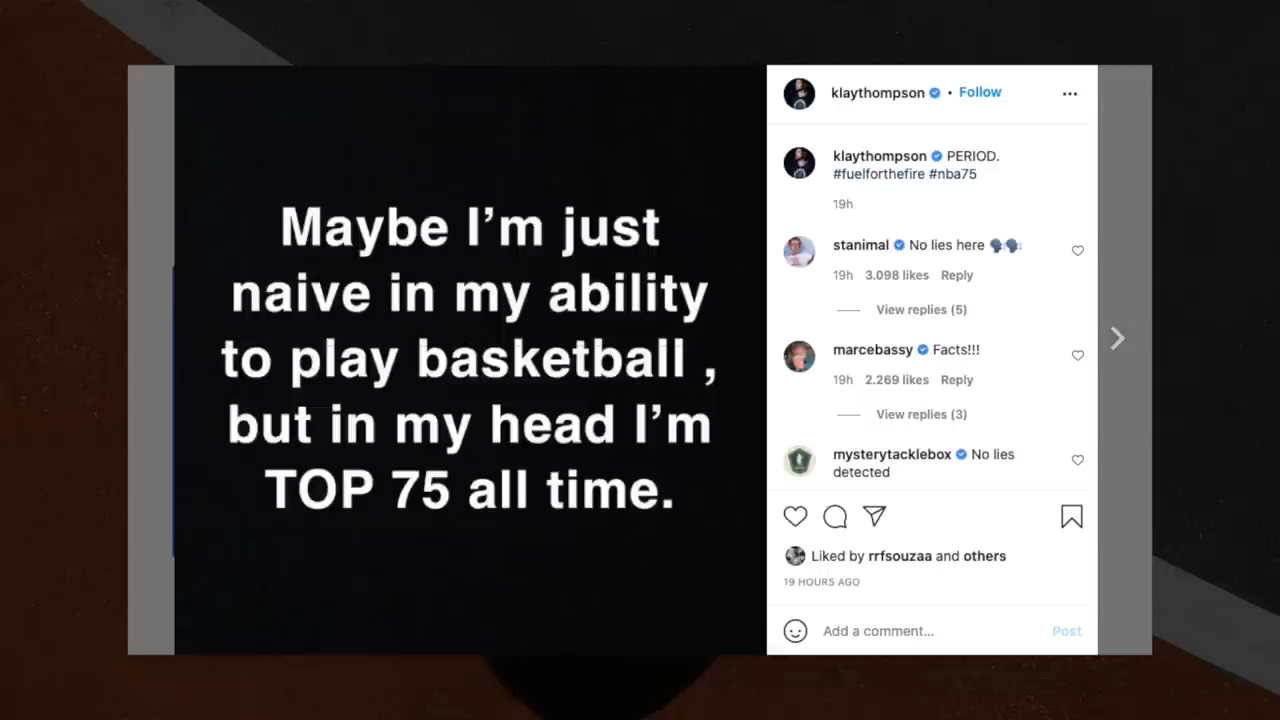 Maybe I'm just
naive in my ability
to play basketball ,
but in my head I'm
TOP 75 all time.
klaythompson • Follow
klaythompson PERIOD.
#fuelforthefire #nba75
19h
stanimal No lies here 🗣️🗣️
19h 3.098 likes Reply
View replies (5)
marcebassy Facts!!!
19h 2.269 likes Reply
View replies (3)
mysterytacklebox No lies
detected
Liked by rrfsouzaa and others
19 HOURS AGO
Add a comment... Post